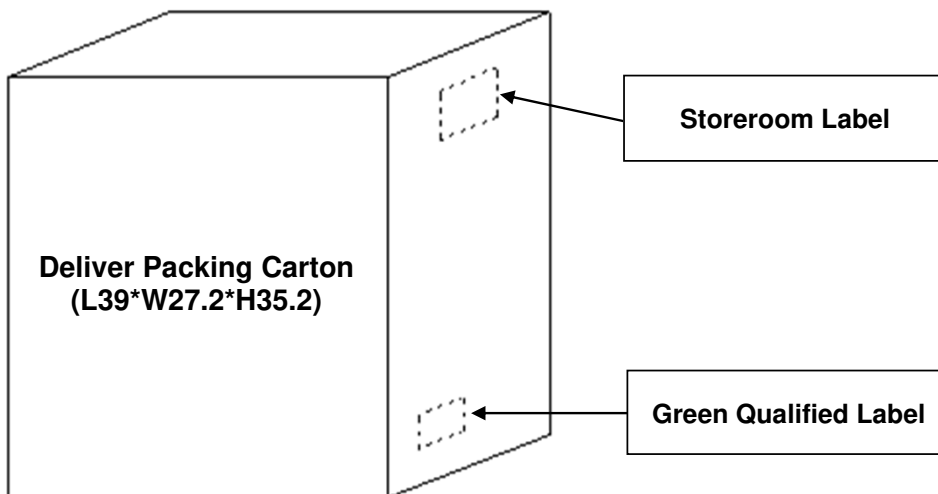 Storeroom Label
Deliver Packing Carton
(L39*W27.2*H35.2)
Green Qualified Label